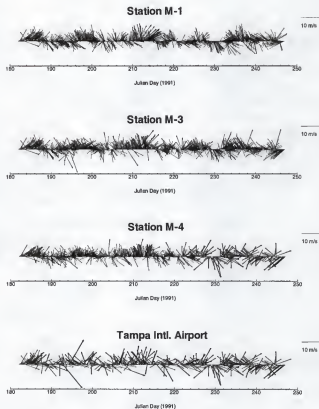 Station M-1
10 m/s
180 190 200 210 220 230 240 250
Julian Day (1991)
Station M-3
10 m/s
180 190 200 210 220 230 240 250
Julian Day (1991)
Station M-4
10 m/s
180 190 200 210 220 230 240 250
Julian Day (1991)
Tampa Intl. Airport
10 m/s
180 190 200 210 220 230 240 250
Julian Day (1991)